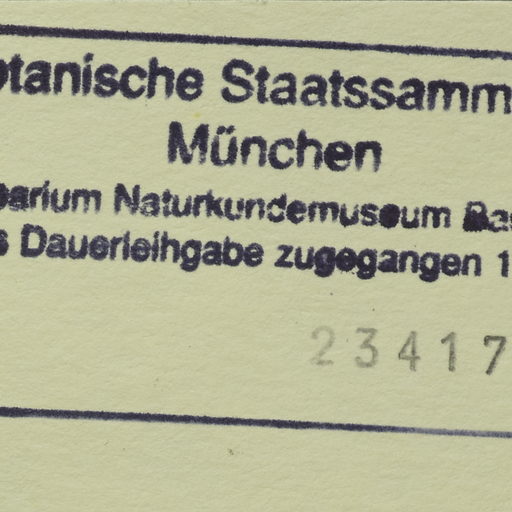 otanische Staatssamm
München
barium Naturkundemuseum Ba
s Dauerleihgabe zugegangen 1
23417